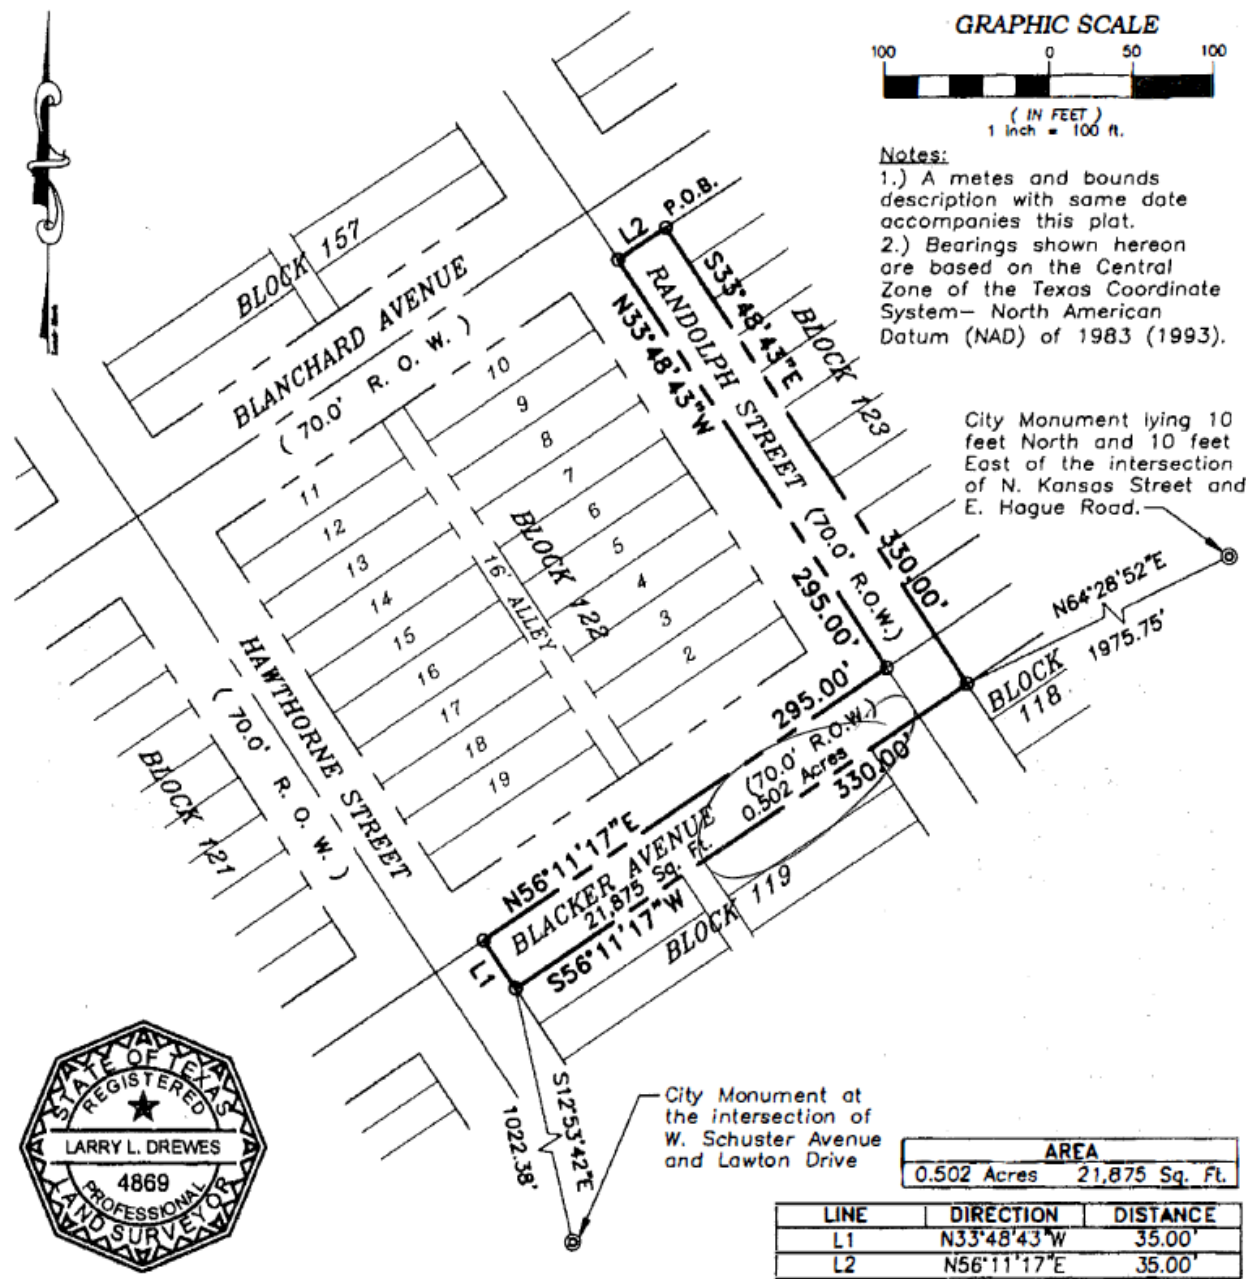 GRAPHIC SCALE
100 0 50 100
( IN FEET )
1 inch = 100 ft.
Notes:
1.) A metes and bounds
description with same date
accompanies this plat.
2.) Bearings shown hereon
are based on the Central
Zone of the Texas Coordinate
System— North American
Datum (NAD) of 1983 (1993).
City Monument lying 10
feet North and 10 feet
East of the intersection
of N. Kansas Street and
E. Hague Road.
N64°28'52"E
1975.75'
P.O.B.
L2
S33°48'43"E
330.00'
RANDOLPH STREET (70.0' R.O.W.)
N33°48'43"W
295.00'
BLOCK 123
BLOCK 157
BLANCHARD AVENUE
( 70.0' R. O. W. )
10
9
8
7
6
5
4
3
2
11
12
13
14
15
16
17
18
19
BLOCK 122
16' ALLEY
HAWTHORNE STREET
( 70.0' R. O. W. )
BLOCK 121
BLOCK
118
N56°11'17"E
295.00'
BLACKER AVENUE
(70.0' R.O.W.)
21,875 Sq. Ft.
0.502 Acres
S56°11'17"W
330.00'
BLOCK 119
L1
S12°53'42"E
1022.38'
City Monument at
the intersection of
W. Schuster Avenue
and Lawton Drive
STATE OF TEXAS
REGISTERED
LARRY L. DREWES
4869
PROFESSIONAL
LAND SURVEYOR
AREA
0.502 Acres 21,875 Sq. Ft.
LINE DIRECTION DISTANCE
L1 N33°48'43"W 35.00'
L2 N56°11'17"E 35.00'